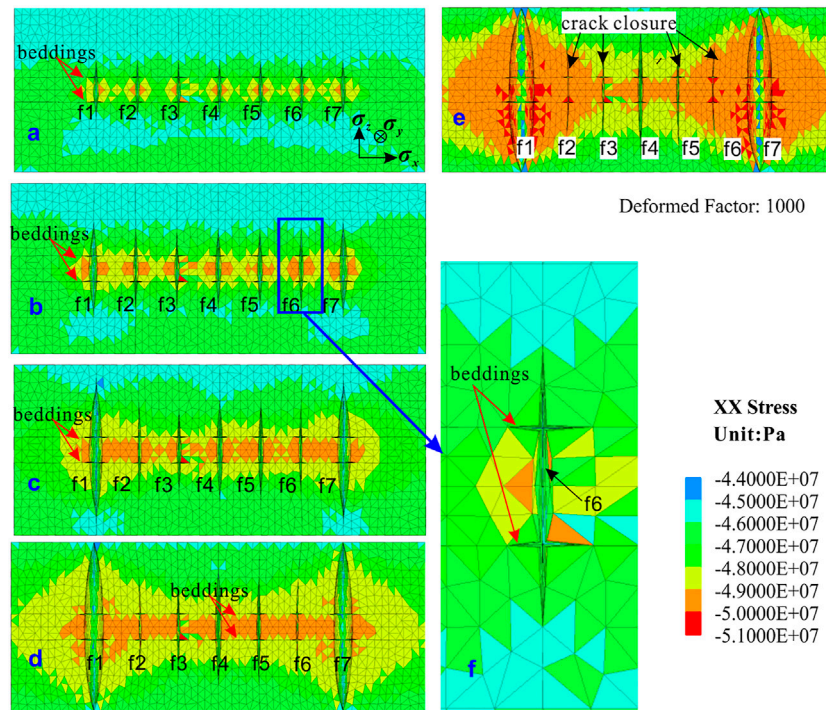 beddings
f1 f2 f3 f4 f5 f6 f7
a
σz σy
σx
beddings
f1 f2 f3 f4 f5 f6 f7
b
beddings
f1 f2 f3 f4 f5 f6 f7
c
beddings
f1 f2 f3 f4 f5 f6 f7
d
e
crack closure
f1 f2 f3 f4 f5 f6 f7
Deformed Factor: 1000
beddings
f6
f
XX Stress
Unit:Pa
-4.4000E+07
-4.5000E+07
-4.6000E+07
-4.7000E+07
-4.8000E+07
-4.9000E+07
-5.0000E+07
-5.1000E+07